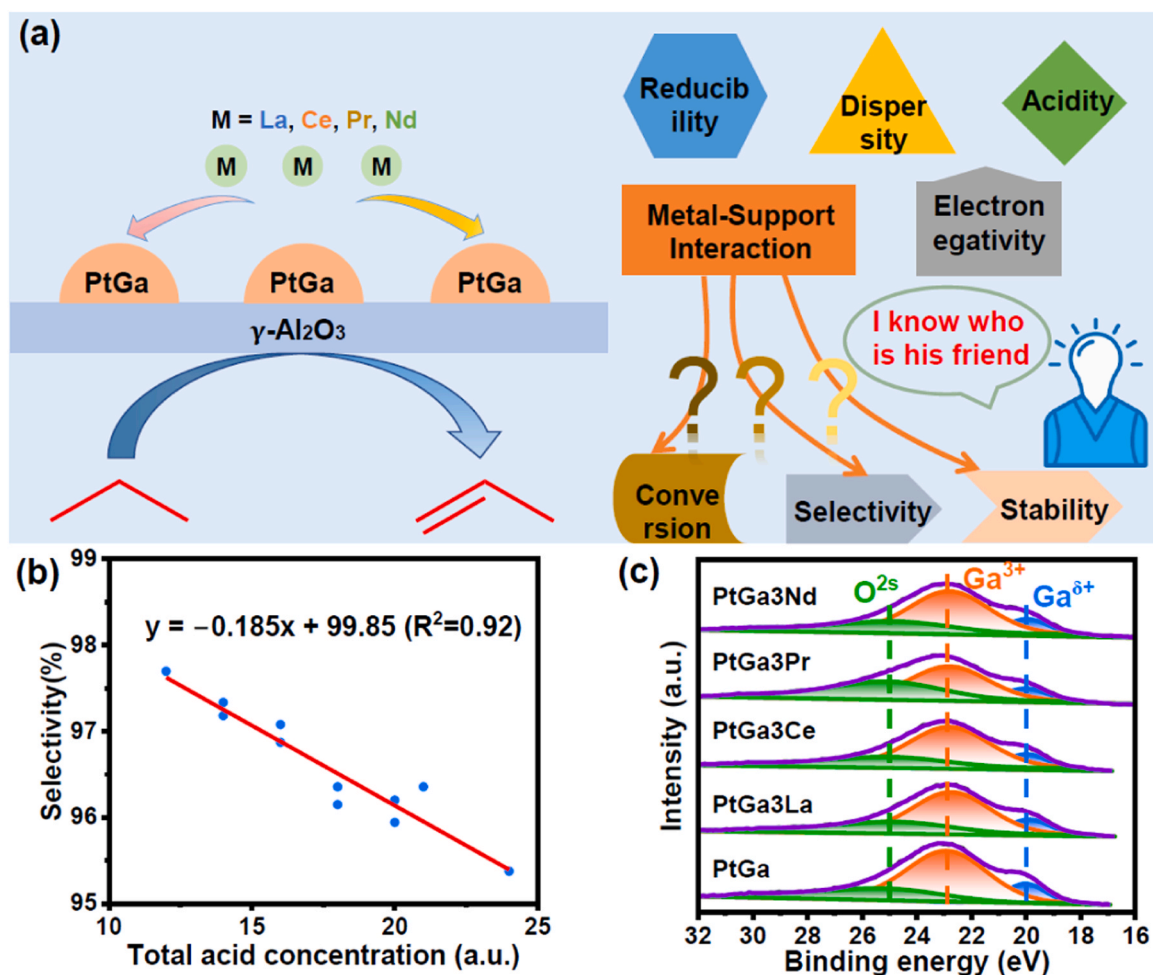 (a)
M = La, Ce, Pr, Nd
M M M
PtGa PtGa PtGa
γ-Al₂O₃
Reducib
ility
Disper
sity
Acidity
Metal-Support
Interaction
Electron
egativity
I know who
is his friend
? ? ?
Conve
rsion
Selectivity
Stability
(b)
99
98
97
96
95
Selectivity(%)
y = −0.185x + 99.85 (R²=0.92)
10 15 20 25
Total acid concentration (a.u.)
(c)
O²ˢ Ga³⁺ Gaᵟ⁺
PtGa3Nd
PtGa3Pr
PtGa3Ce
PtGa3La
PtGa
Intensity (a.u.)
32 30 28 26 24 22 20 18 16
Binding energy (eV)